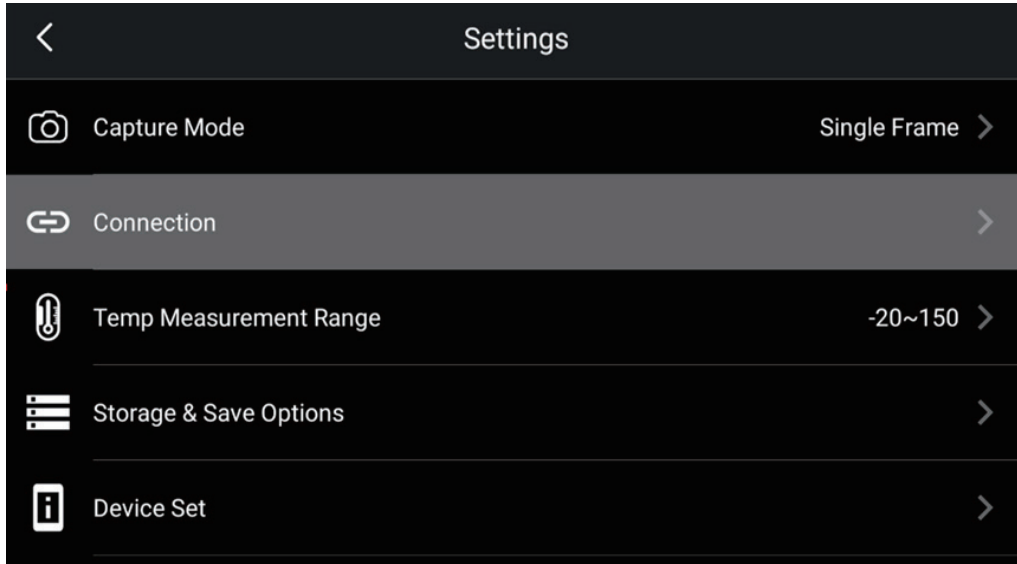 Settings
Capture Mode Single Frame
Connection
Temp Measurement Range -20~150
Storage & Save Options
Device Set